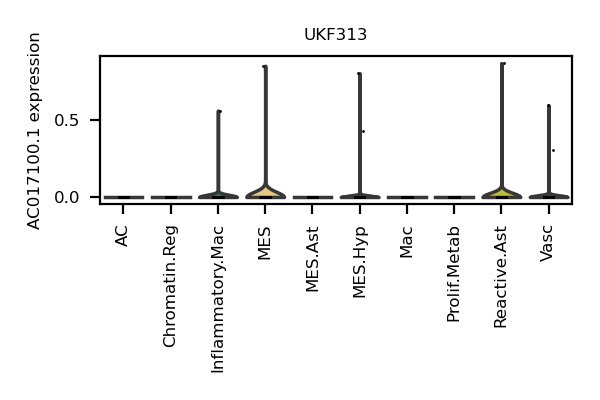 UKF313
AC017100.1 expression
0.5
0.0
AC
Chromatin.Reg
Inflammatory.Mac
MES
MES.Ast
MES.Hyp
Mac
Prolif.Metab
Reactive.Ast
Vasc